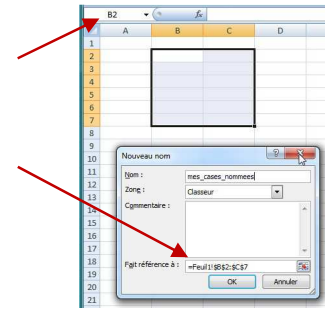 B2 fx
A B C D
1
2
3
4
5
6
7
8
9
10
11
12
13
14
15
16
17
18
19
20
21
Nouveau nom
Nom : mes_cases_nommees
Zone : Classeur
Commentaire :
Fait référence à : =Feuil1!$B$2:$C$7
OK Annuler